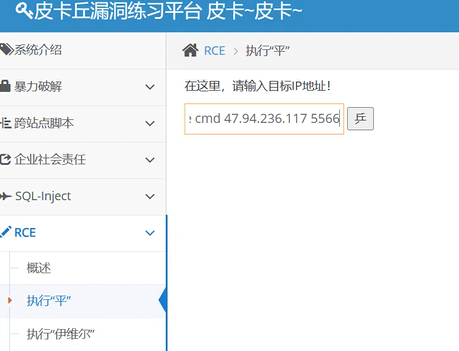 皮卡丘漏洞练习平台 皮卡~皮卡~
系统介绍
暴力破解
跨站点脚本
企业社会责任
SQL-Inject
RCE
概述
执行“平”
执行“伊维尔”
RCE
执行“平”
在这里，请输入目标IP地址！
cmd 47.94.236.117 5566
乒